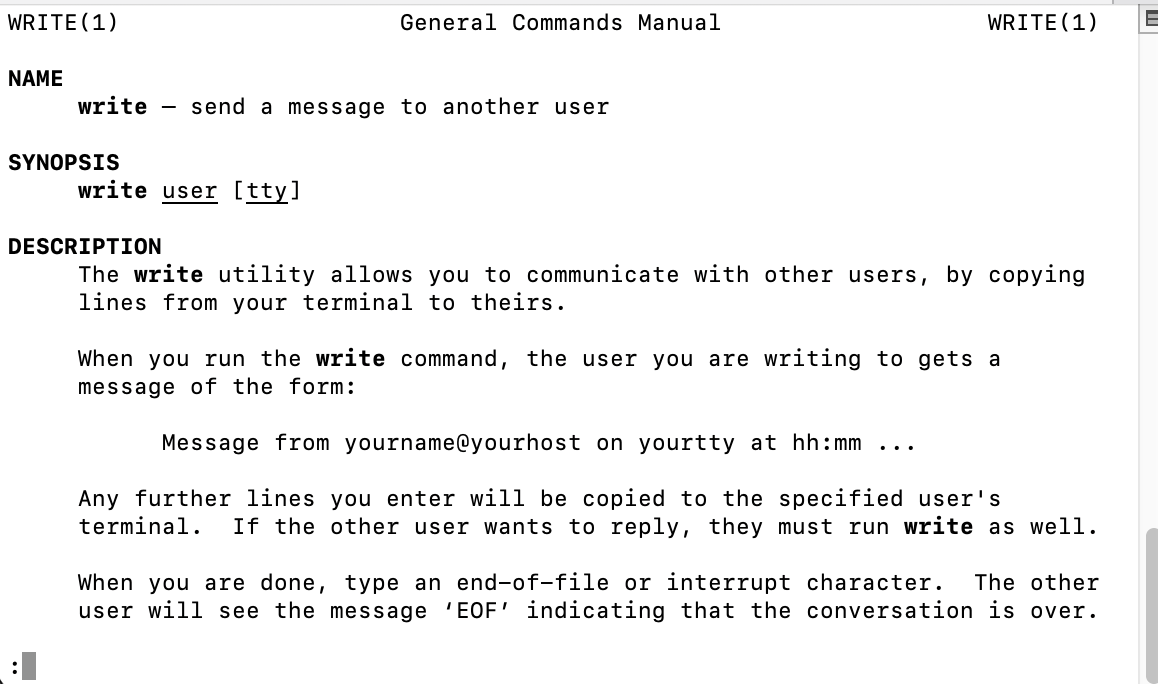 WRITE(1) General Commands Manual WRITE(1)
NAME
write – send a message to another user
SYNOPSIS
write user [tty]
DESCRIPTION
The write utility allows you to communicate with other users, by copying
lines from your terminal to theirs.
When you run the write command, the user you are writing to gets a
message of the form:
Message from yourname@yourhost on yourtty at hh:mm ...
Any further lines you enter will be copied to the specified user's
terminal.  If the other user wants to reply, they must run write as well.
When you are done, type an end–of–file or interrupt character.  The other
user will see the message ‘EOF’ indicating that the conversation is over.
: